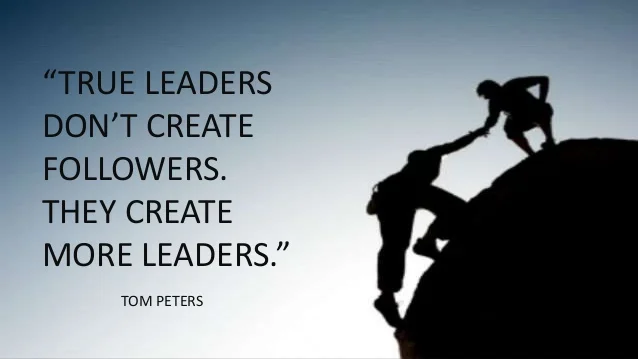 “TRUE LEADERS
DON’T CREATE
FOLLOWERS.
THEY CREATE
MORE LEADERS.”
TOM PETERS